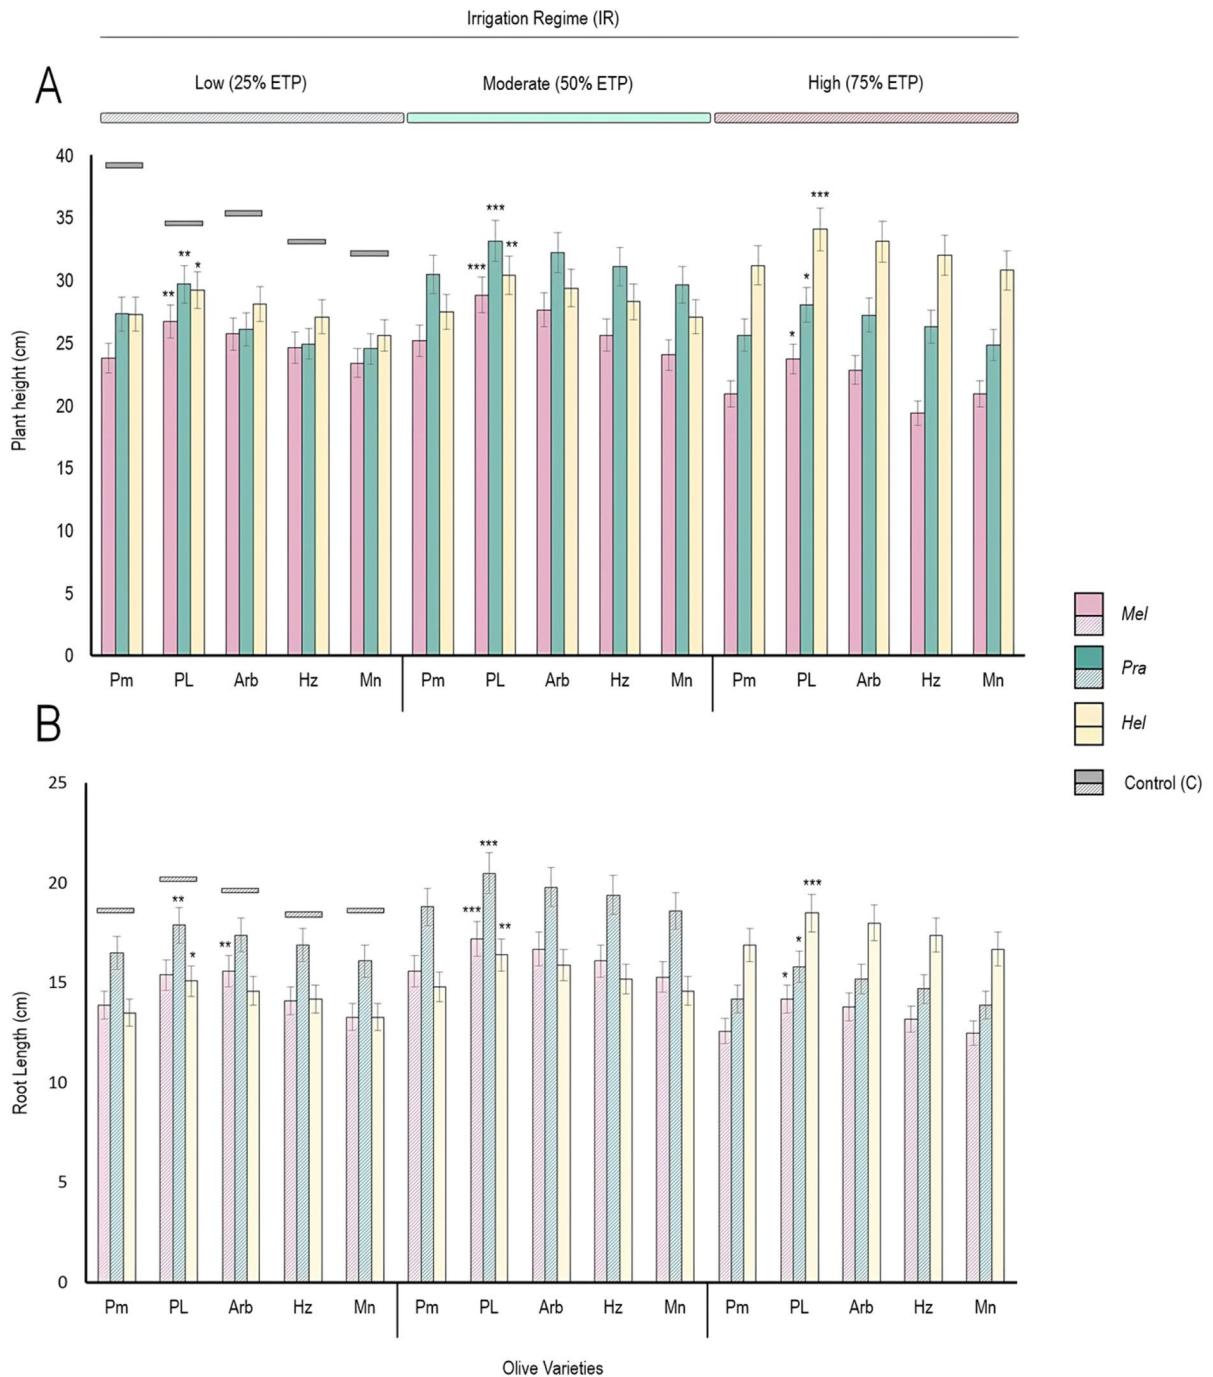 Irrigation Regime (IR)
A
Low (25% ETP) Moderate (50% ETP) High (75% ETP)
Plant height (cm)
40
35
30
25
20
15
10
5
0
** ** * *** *** ** * * ***
Pm PL Arb Hz Mn Pm PL Arb Hz Mn Pm PL Arb Hz Mn
Mel
Pra
Hel
Control (C)
B
Root Length (cm)
25
20
15
10
5
0
** * ** *** *** ** * * ***
Pm PL Arb Hz Mn Pm PL Arb Hz Mn Pm PL Arb Hz Mn
Olive Varieties